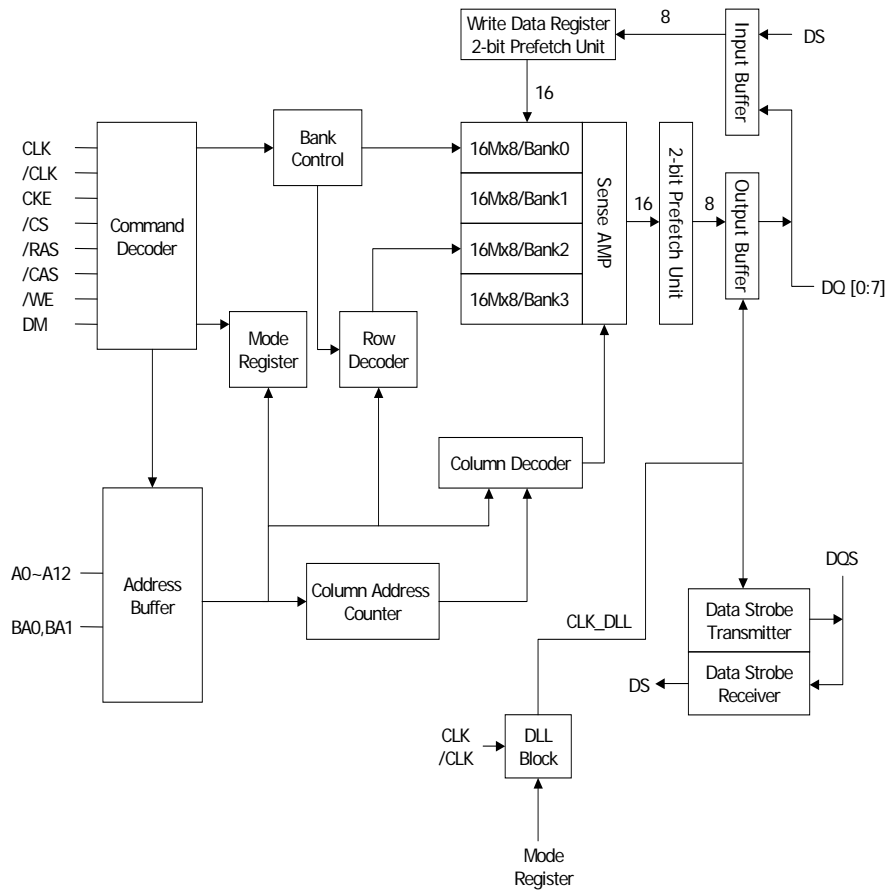 Write Data Register
2-bit Prefetch Unit
8
Input Buffer
DS
16
Bank
Control
16Mx8/Bank0
16Mx8/Bank1
16Mx8/Bank2
16Mx8/Bank3
Sense AMP
16
2-bit Prefetch Unit
8
Output Buffer
DQ [0:7]
CLK
/CLK
CKE
/CS
/RAS
/CAS
/WE
DM
Command
Decoder
Mode
Register
Row
Decoder
Column Decoder
A0~A12
BA0,BA1
Address
Buffer
Column Address
Counter
CLK_DLL
DQS
Data Strobe
Transmitter
Data Strobe
Receiver
DS
CLK
/CLK
DLL
Block
Mode
Register